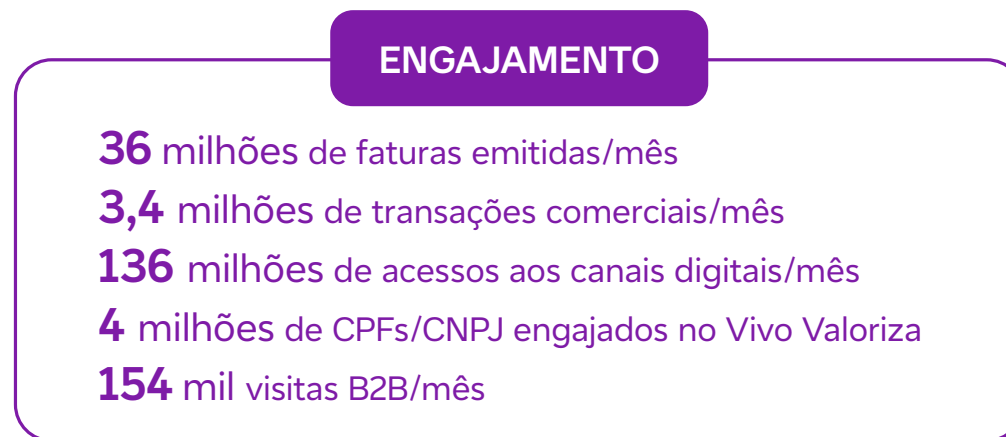 ENGAJAMENTO
36 milhões de faturas emitidas/mês
3,4 milhões de transações comerciais/mês
136 milhões de acessos aos canais digitais/mês
4 milhões de CPFs/CNPJ engajados no Vivo Valoriza
154 mil visitas B2B/mês